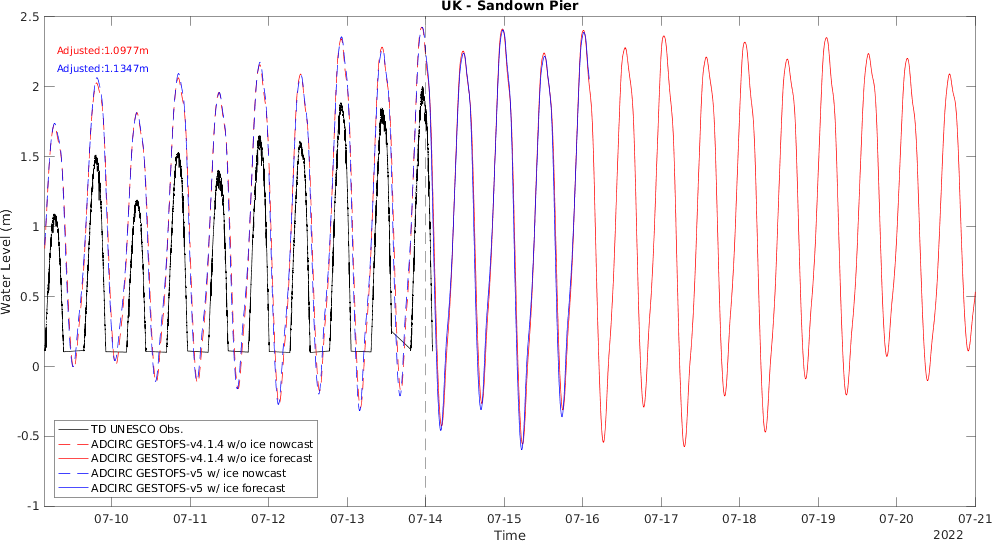 UK - Sandown Pier
Adjusted:1.0977m
Adjusted:1.1347m
Water Level (m)
2.5
2
1.5
1
0.5
0
-0.5
-1
TD UNESCO Obs.
ADCIRC GESTOFS-v4.1.4 w/o ice nowcast
ADCIRC GESTOFS-v4.1.4 w/o ice forecast
ADCIRC GESTOFS-v5 w/ ice nowcast
ADCIRC GESTOFS-v5 w/ ice forecast
07-10 07-11 07-12 07-13 07-14 07-15 07-16 07-17 07-18 07-19 07-20 07-21
Time
2022